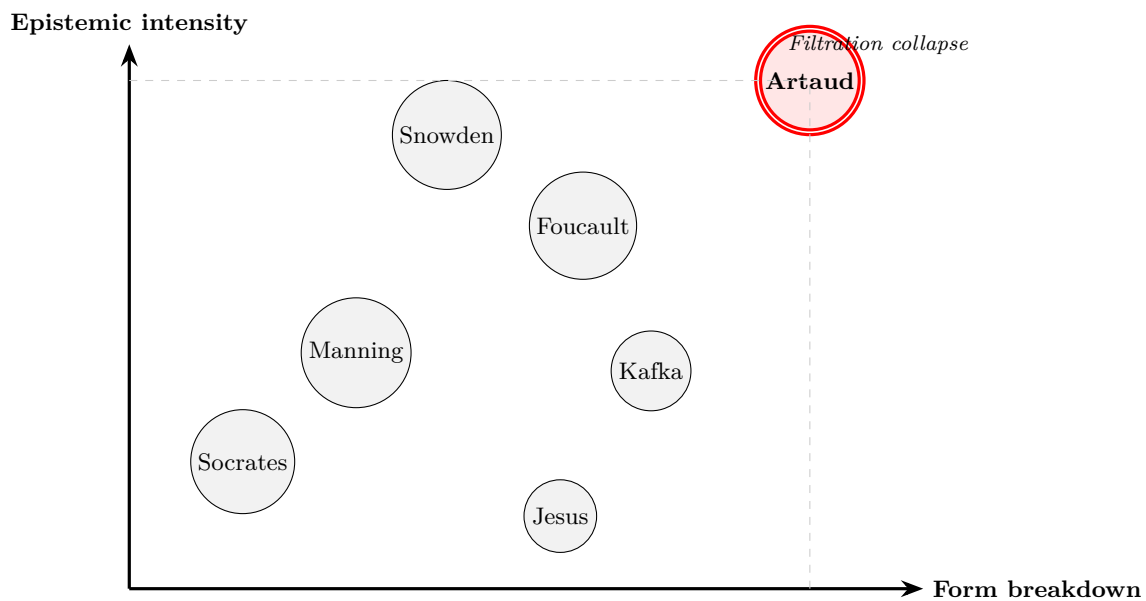 Epistemic intensity
Filtration collapse
Artaud
Snowden
Foucault
Manning
Kafka
Socrates
Jesus
Form breakdown